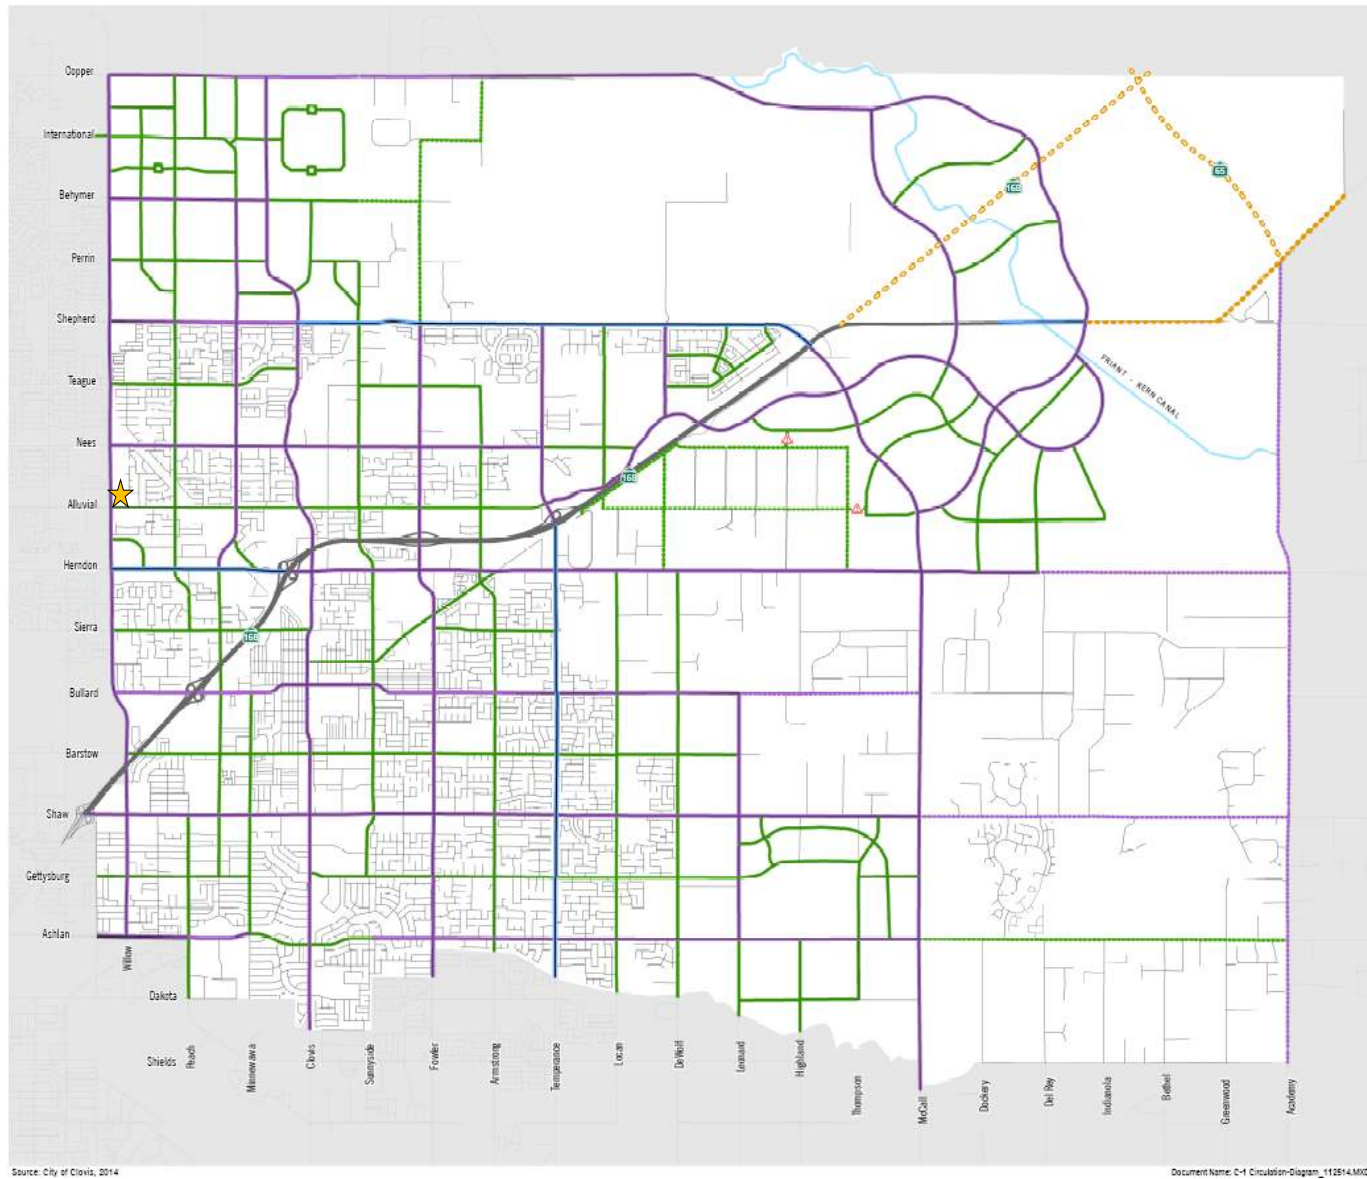 Copper
International
Behymer
168
65
Perrin
Shepherd
FRIANT - KERN CANAL
Teague
Nees
168
Alluvial
Herndon
Sierra
168
Bullard
Barstow
Shaw
Gettysburg
Ashlan
Willow
Dakota
Shields
Peach
Minnewawa
Clovis
Sunnyside
Fowler
Armstrong
Temperance
Locan
DeWolf
Leonard
Highland
Thompson
McCall
Dockery
Del Rey
Indianola
Bethel
Greenwood
Academy
Source: City of Clovis, 2014
Document Name: C-1 Circulation-Diagram_112514.MXD